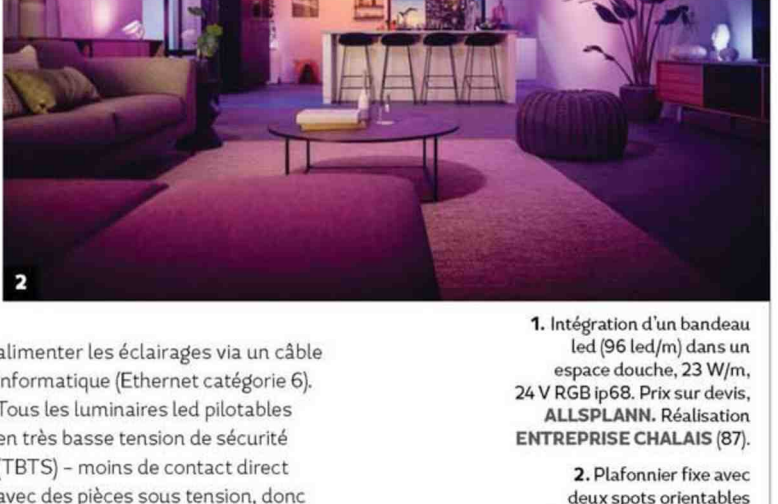 2
alimenter les éclairages via un câble
nformatique (Ethernet catégorie 6).
Tous les luminaires led pilotables
en très basse tension de sécurité
(TBTS) – moins de contact direct
avec des pièces sous tension, donc
1. Intégration d'un bandeau
led (96 led/m) dans un
espace douche, 23 W/m,
24 V RGB ip68. Prix sur devis,
ALLSPLANN. Réalisation
ENTREPRISE CHALAIS (87).
2. Plafonnier fixe avec
deux spots orientables